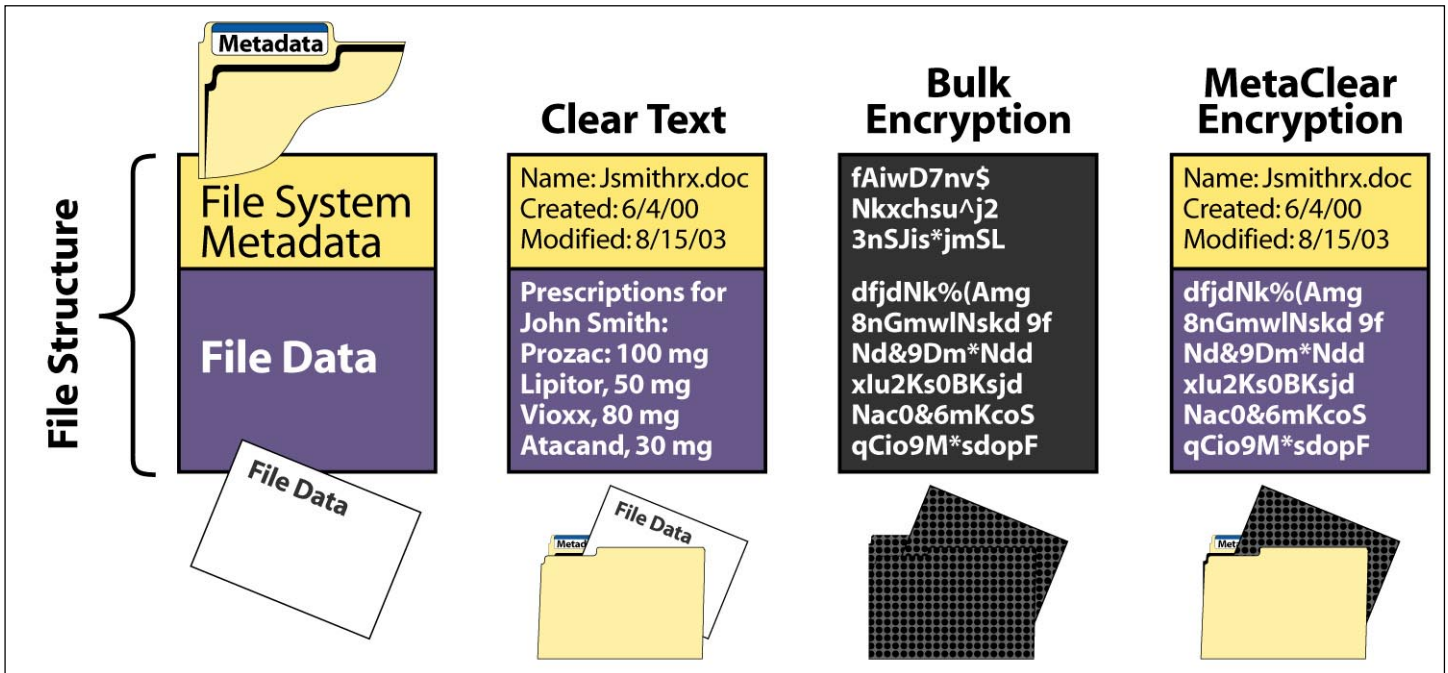 Metadata
File Structure
File System
Metadata
File Data
File Data
Clear Text
Name: Jsmithrx.doc
Created: 6/4/00
Modified: 8/15/03
Prescriptions for
John Smith:
Prozac: 100 mg
Lipitor, 50 mg
Vioxx, 80 mg
Atacand, 30 mg
Metad
File Data
Bulk
Encryption
fAiwD7nv$
Nkxchsu^j2
3nSJis*jmSL
dfjdNk%(Amg
8nGmwlNskd 9f
Nd&9Dm*Ndd
xIu2Ks0BKsjd
Nac0&6mKcoS
qCio9M*sdopF
MetaClear
Encryption
Name: Jsmithrx.doc
Created: 6/4/00
Modified: 8/15/03
dfjdNk%(Amg
8nGmwlNskd 9f
Nd&9Dm*Ndd
xIu2Ks0BKsjd
Nac0&6mKcoS
qCio9M*sdopF
Meta